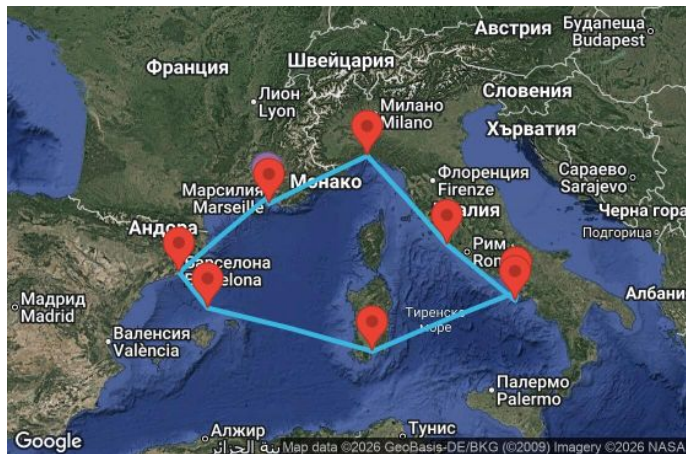 Австрия
Будапеща
Budapest
Швейцария
Франция
Словения
Лион
Lyon
Милано
Milano
Хърватия
Марсилия
Marseille
Монако
Флоренция
Firenze
Сараево
Sarajevo
Андора
Черна гора
Подгорица
Рим
Барселона
Мадрид
Madrid
Тиренско
море
Албани
Валенсия
València
Палермо
Palermo
Алжир
Тунис
Google
Map data ©2026 GeoBasis-DE/BKG (©2009) Imagery ©2026 NASA